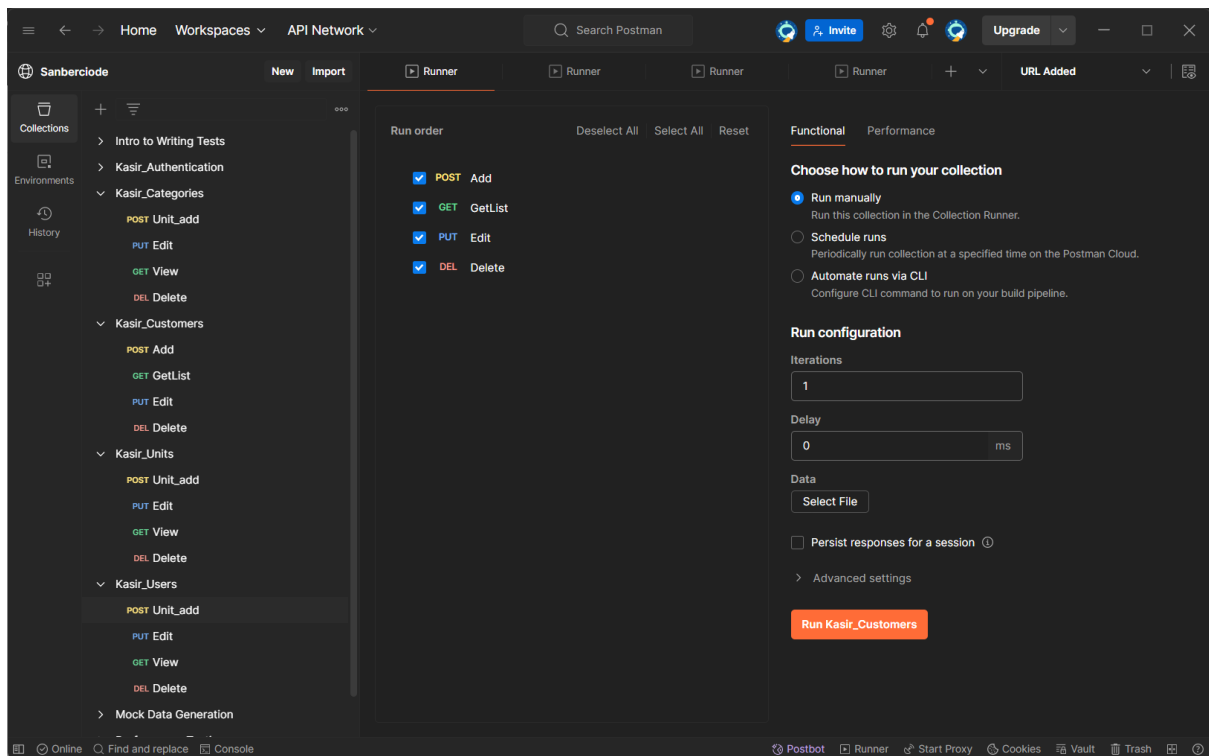 Home Workspaces API Network Search Postman Invite Upgrade
Sanberciode New Import Runner Runner Runner Runner URL Added
Collections
Environments
History
Intro to Writing Tests
Kasir_Authentication
Kasir_Categories
POST Unit_add
PUT Edit
GET View
DEL Delete
Kasir_Customers
POST Add
GET GetList
PUT Edit
DEL Delete
Kasir_Units
POST Unit_add
PUT Edit
GET View
DEL Delete
Kasir_Users
POST Unit_add
PUT Edit
GET View
DEL Delete
Mock Data Generation
Run order Deselect All Select All Reset
POST Add
GET GetList
PUT Edit
DEL Delete
Functional Performance
Choose how to run your collection
Run manually
Run this collection in the Collection Runner.
Schedule runs
Periodically run collection at a specified time on the Postman Cloud.
Automate runs via CLI
Configure CLI command to run on your build pipeline.
Run configuration
Iterations
1
Delay
0 ms
Data
Select File
Persist responses for a session
Advanced settings
Run Kasir_Customers
Online Find and replace Console Postbot Runner Start Proxy Cookies Vault Trash